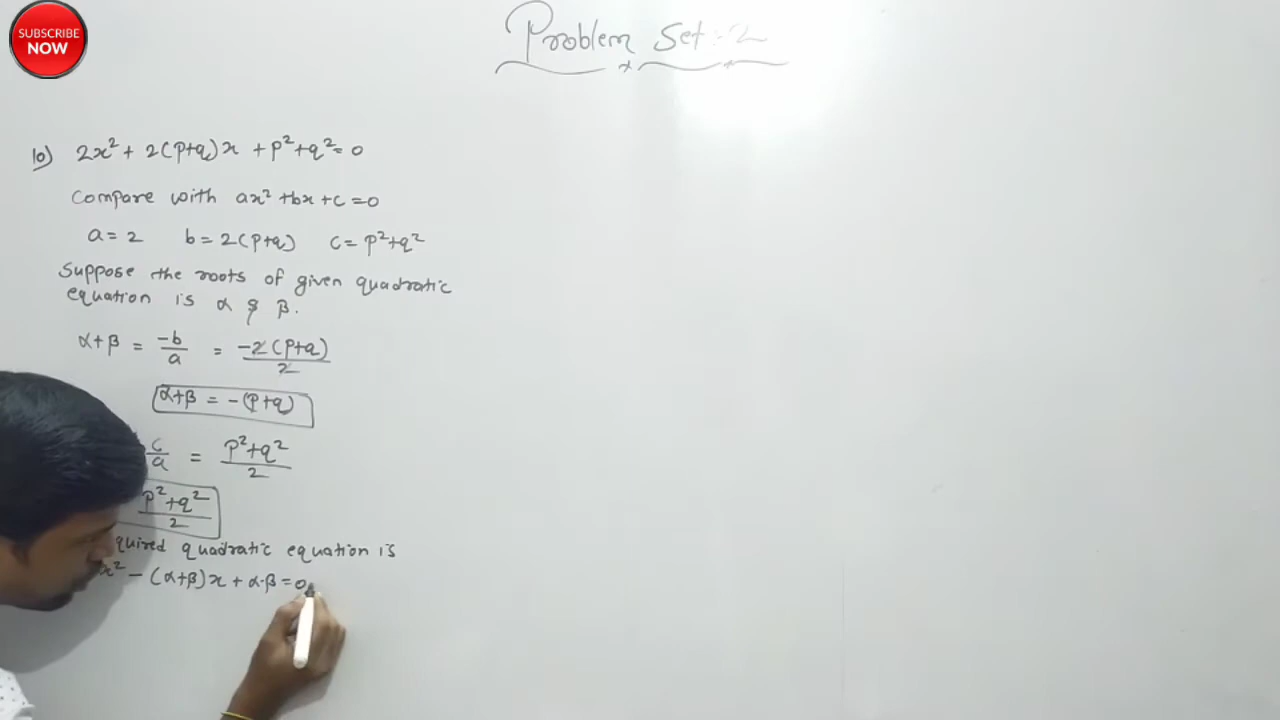 SUBSCRIBE
NOW
Problem Set : 2
10) 2x² + 2(p+q)x + p²+q²= 0
Compare with ax² +bx +c =0
a= 2 b= 2(p+q) c= p²+q²
Suppose the roots of given quadratic
equation is α & β.
α+β = -b/a = -2(p+q)/2
α+β = -(p+q)
c/a = p²+q²/2
p²+q²/2
quadratic equation is
x² - (α+β)x + α·β = 0